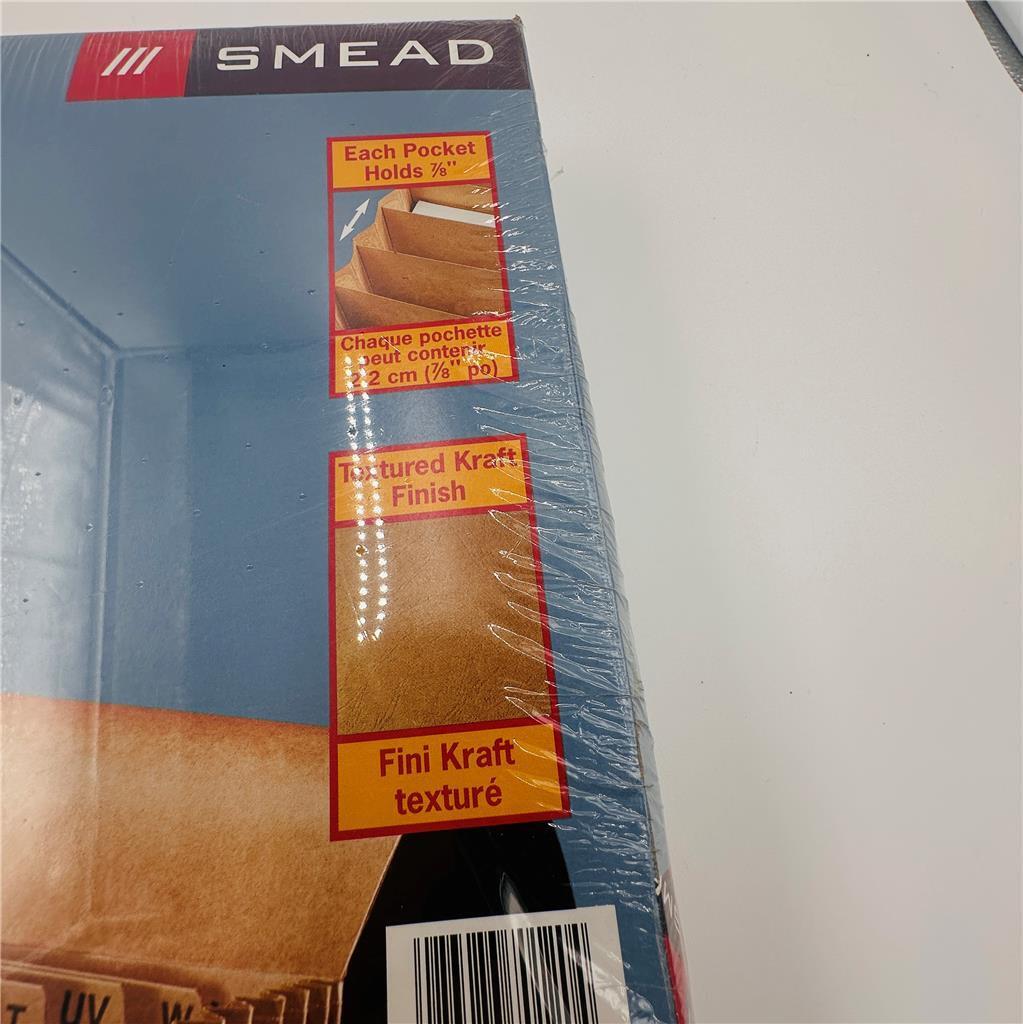 SMEAD
Each Pocket
Holds ⅞"
Chaque pochette
peut contenir
2.2 cm (⅞" po)
Textured Kraft
Finish
Fini Kraft
texturé
T UV W